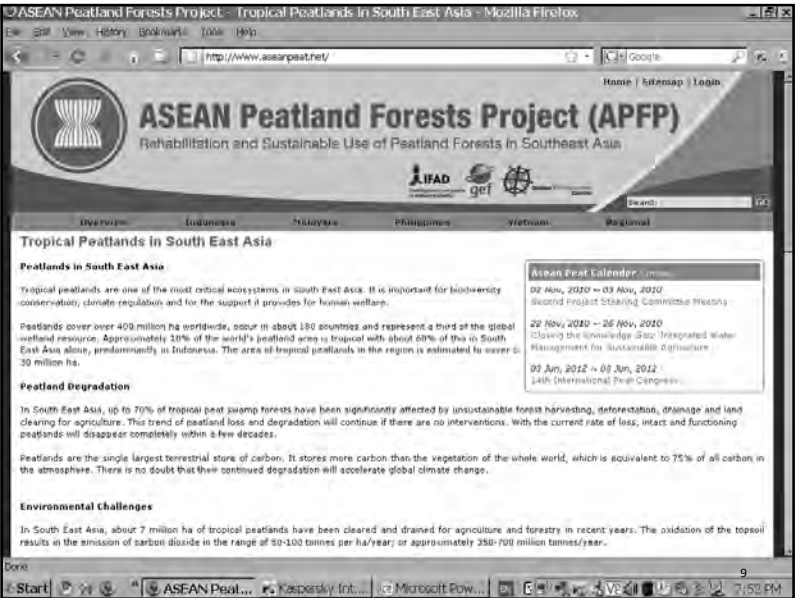 ASEAN Peatland Forests Project - Tropical Peatlands in South East Asia - Mozilla Firefox
File Edit View History Bookmarks Tools Help
http://www.aseanpeat.net/
Google
Home | Sitemap | Login
ASEAN Peatland Forests Project (APFP)
Rehabilitation and Sustainable Use of Peatland Forests in Southeast Asia
IFAD
gef
Search:
GO
Overview Indonesia Malaysia Philippines Vietnam Regional
Tropical Peatlands in South East Asia
Peatlands in South East Asia
Tropical peatlands are one of the most critical ecosystems in South East Asia. It is important for biodiversity
conservation, climate regulation and for the support it provides for human welfare.
Peatlands cover over 400 million ha worldwide, occur in about 180 countries and represent a third of the global
wetland resource. Approximately 10% of the world's peatland area is tropical with about 60% of this in South
East Asia alone, predominantly in Indonesia. The area of tropical peatlands in the region is estimated to cover
30 million ha.
Asean Peat Calender
02 Nov, 2010 ~ 03 Nov, 2010
Second Project Steering Committee Meeting
22 Nov, 2010 ~ 26 Nov, 2010
Closing the Knowledge Gap: Integrated Water
Management for Sustainable Agriculture
03 Jun, 2012 ~ 08 Jun, 2012
14th International Peat Congress
Peatland Degradation
In South East Asia, up to 70% of tropical peat swamp forests have been significantly affected by unsustainable forest harvesting, deforestation, drainage and land
clearing for agriculture. This trend of peatland loss and degradation will continue if there are no interventions. With the current rate of loss, intact and functioning
peatlands will disappear completely within a few decades.
Peatlands are the single largest terrestrial store of carbon. It stores more carbon than the vegetation of the whole world, which is equivalent to 75% of all carbon in
the atmosphere. There is no doubt that their continued degradation will accelerate global climate change.
Environmental Challenges
In South East Asia, about 7 million ha of tropical peatlands have been cleared and drained for agriculture and forestry in recent years. The oxidation of the topsoil
results in the emission of carbon dioxide in the range of 50-100 tonnes per ha/year; or approximately 350-700 million tonnes/year.
Done
9
Start ASEAN Peat... Kaspersky Int... Microsoft Pow... 7:52 PM